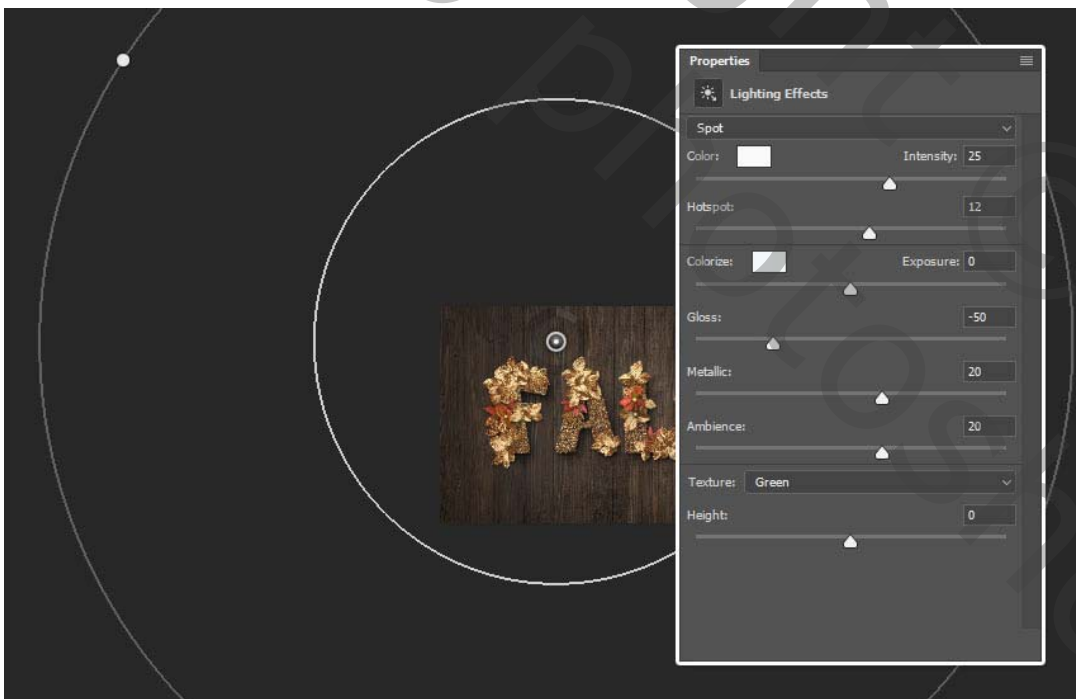 Properties
Lighting Effects
Spot
Color: Intensity: 25
Hotspot: 12
Colorize: Exposure: 0
Gloss: -50
Metallic: 20
Ambience: 20
Texture: Green
Height: 0
FAL